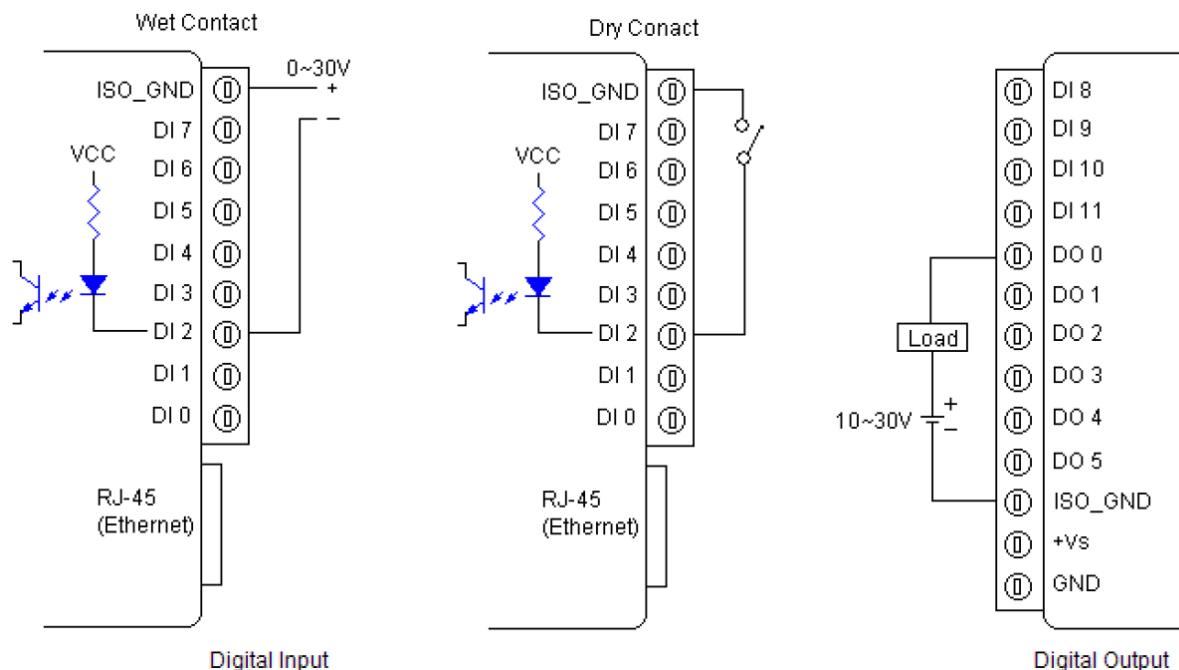 Wet Contact
0~30V
+
−
ISO_GND
DI 7
DI 6
DI 5
DI 4
DI 3
DI 2
DI 1
DI 0
VCC
RJ-45
(Ethernet)
Dry Conact
ISO_GND
DI 7
DI 6
DI 5
DI 4
DI 3
DI 2
DI 1
DI 0
VCC
RJ-45
(Ethernet)
Digital Input
DI 8
DI 9
DI 10
DI 11
DO 0
DO 1
DO 2
DO 3
DO 4
DO 5
ISO_GND
+Vs
GND
Load
10~30V
+
−
Digital Output